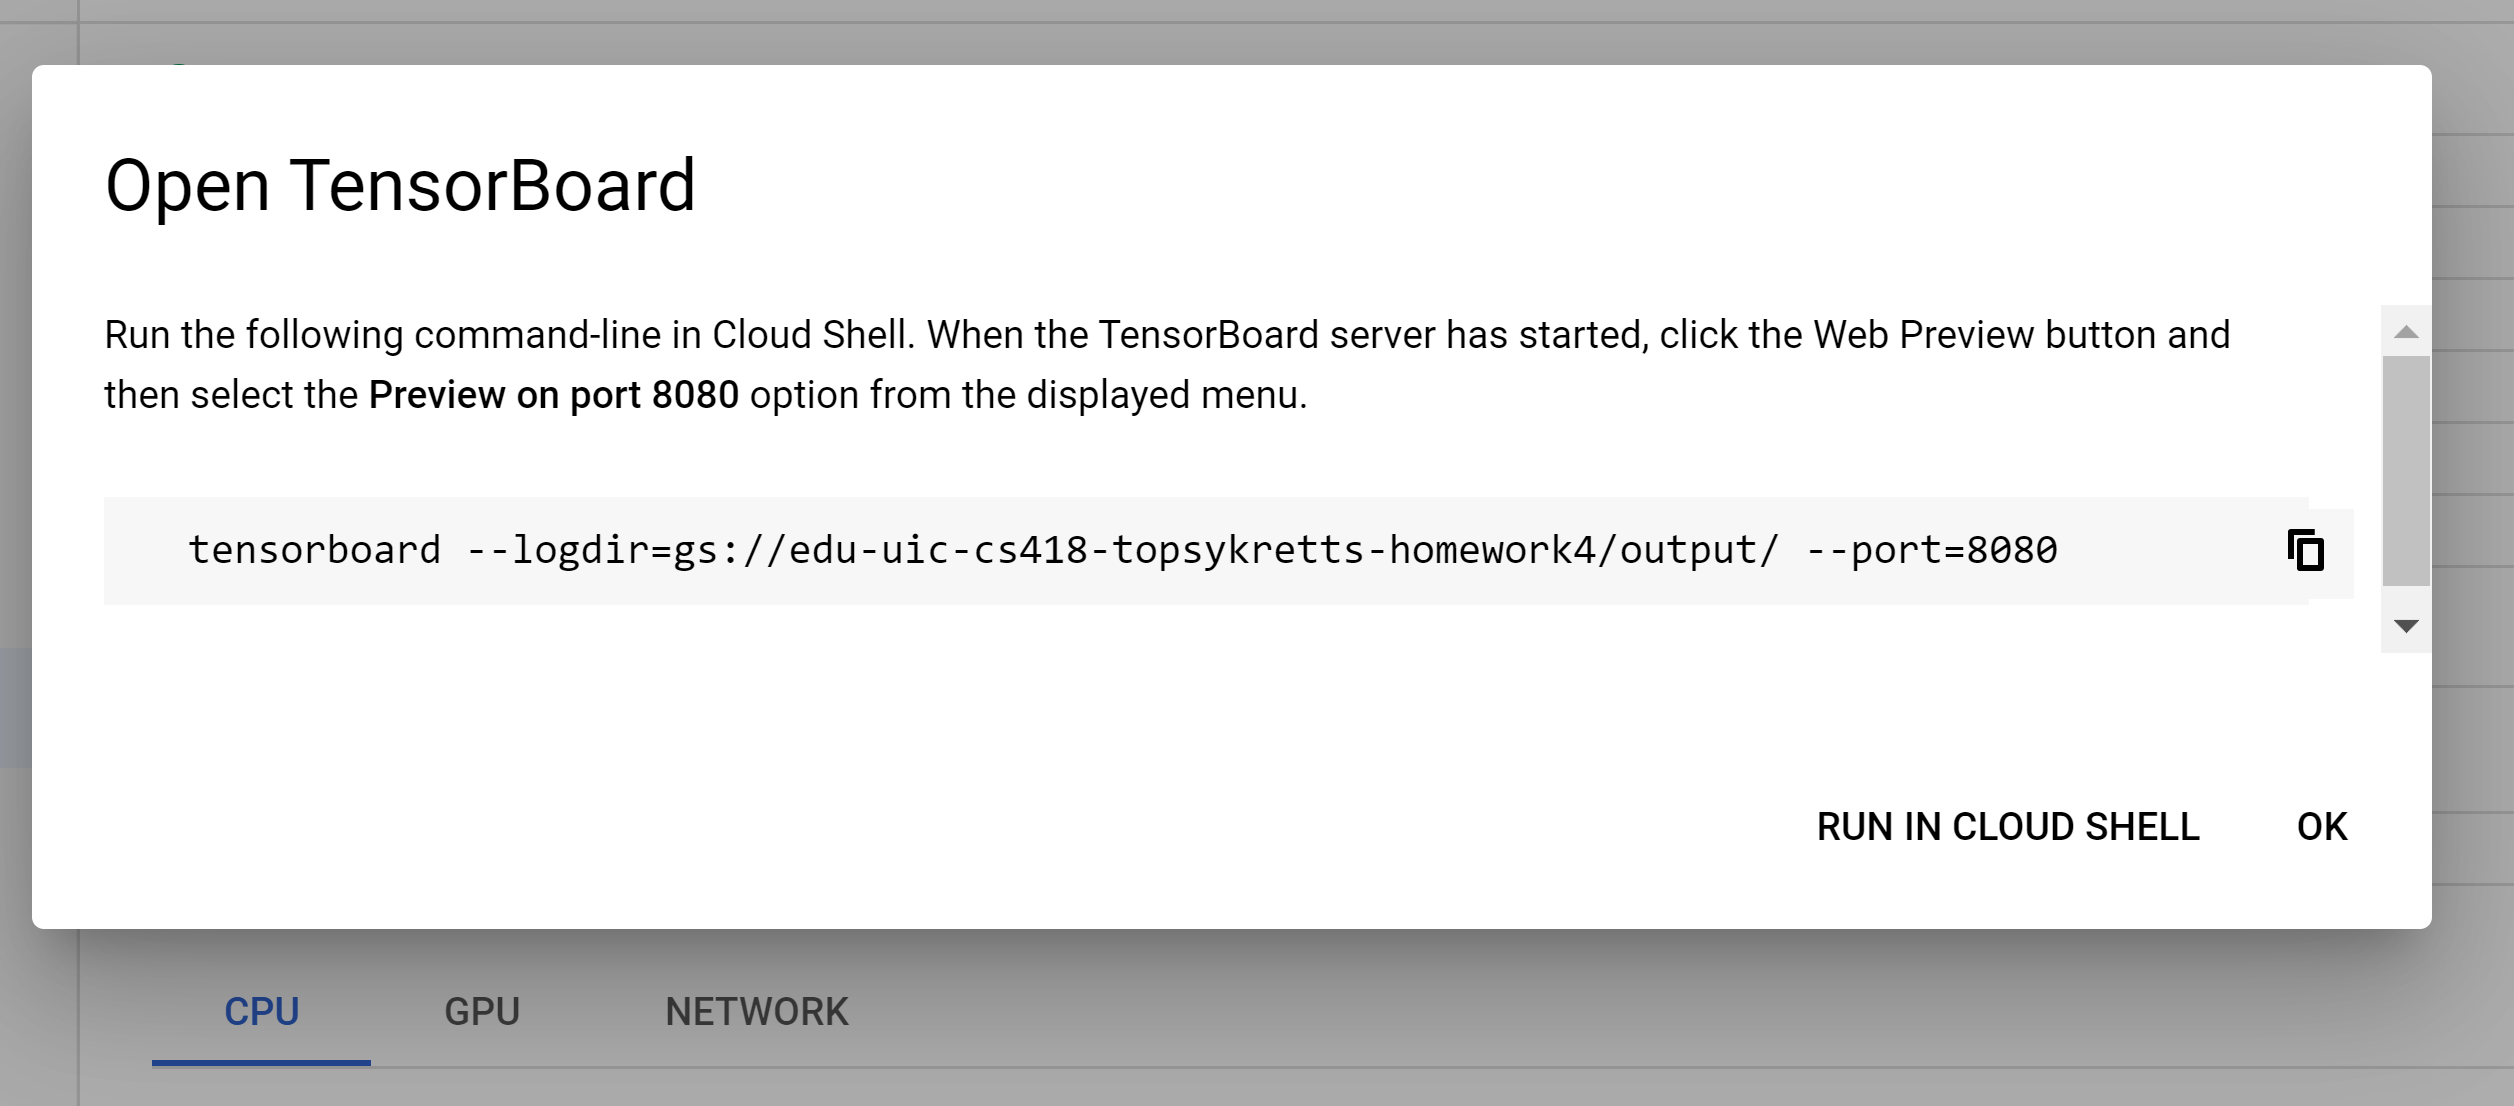 Open TensorBoard
Run the following command-line in Cloud Shell. When the TensorBoard server has started, click the Web Preview button and
then select the Preview on port 8080 option from the displayed menu.
tensorboard --logdir=gs://edu-uic-cs418-topsykretts-homework4/output/ --port=8080
RUN IN CLOUD SHELL OK
CPU GPU NETWORK